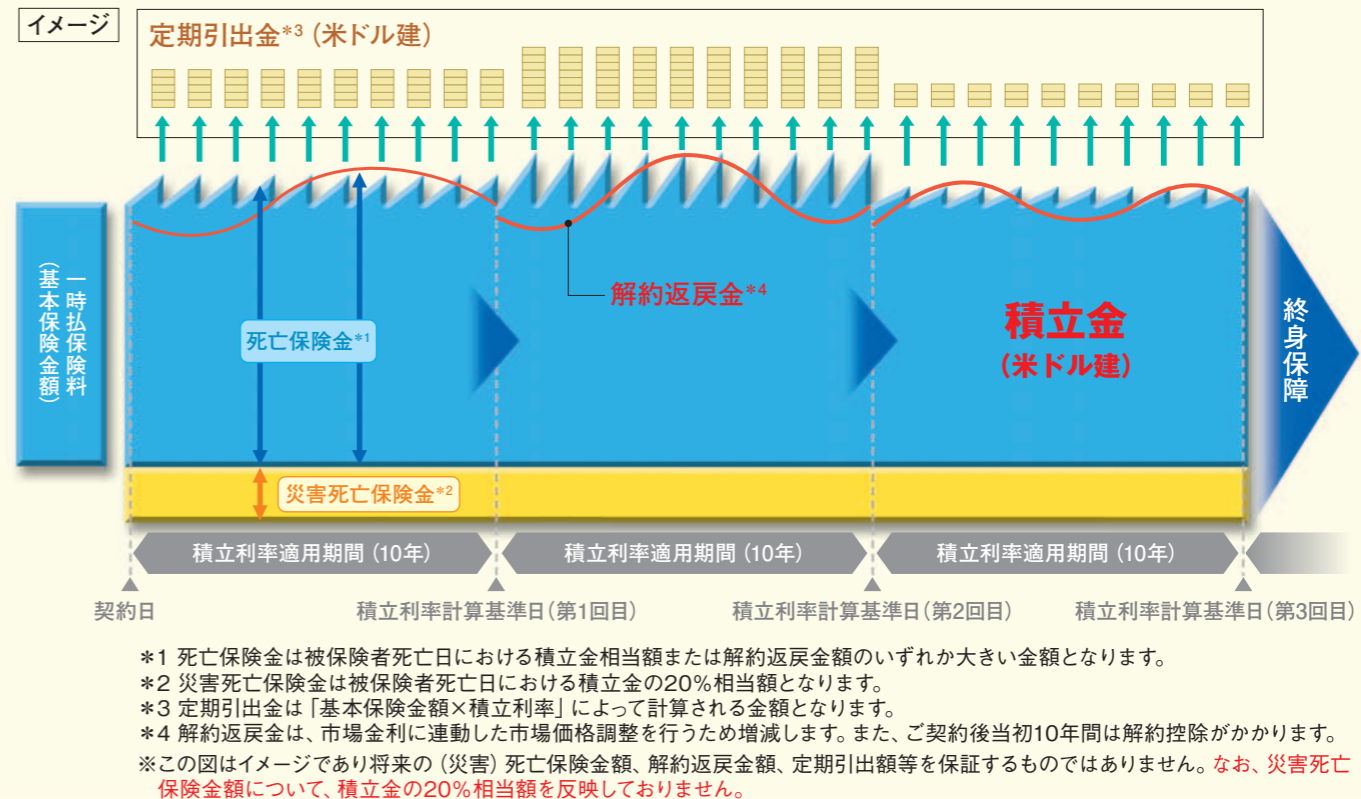 イメージ
定期引出金*3(米ドル建)
一時払保険料
(基本保険金額)
死亡保険金*1
解約返戻金*4
積立金
(米ドル建)
終身保障
災害死亡保険金*2
積立利率適用期間(10年)
積立利率適用期間(10年)
積立利率適用期間(10年)
契約日
積立利率計算基準日(第1回目)
積立利率計算基準日(第2回目)
積立利率計算基準日(第3回目)
*1 死亡保険金は被保険者死亡日における積立金相当額または解約返戻金額のいずれか大きい金額となります。
*2 災害死亡保険金は被保険者死亡日における積立金の20%相当額となります。
*3 定期引出金は「基本保険金額×積立利率」によって計算される金額となります。
*4 解約返戻金は、市場金利に連動した市場価格調整を行うため増減します。また、ご契約後当初10年間は解約控除がかかります。
※この図はイメージであり将来の(災害)死亡保険金額、解約返戻金額、定期引出額等を保証するものではありません。なお、災害死亡
保険金額について、積立金の20%相当額を反映しておりません。